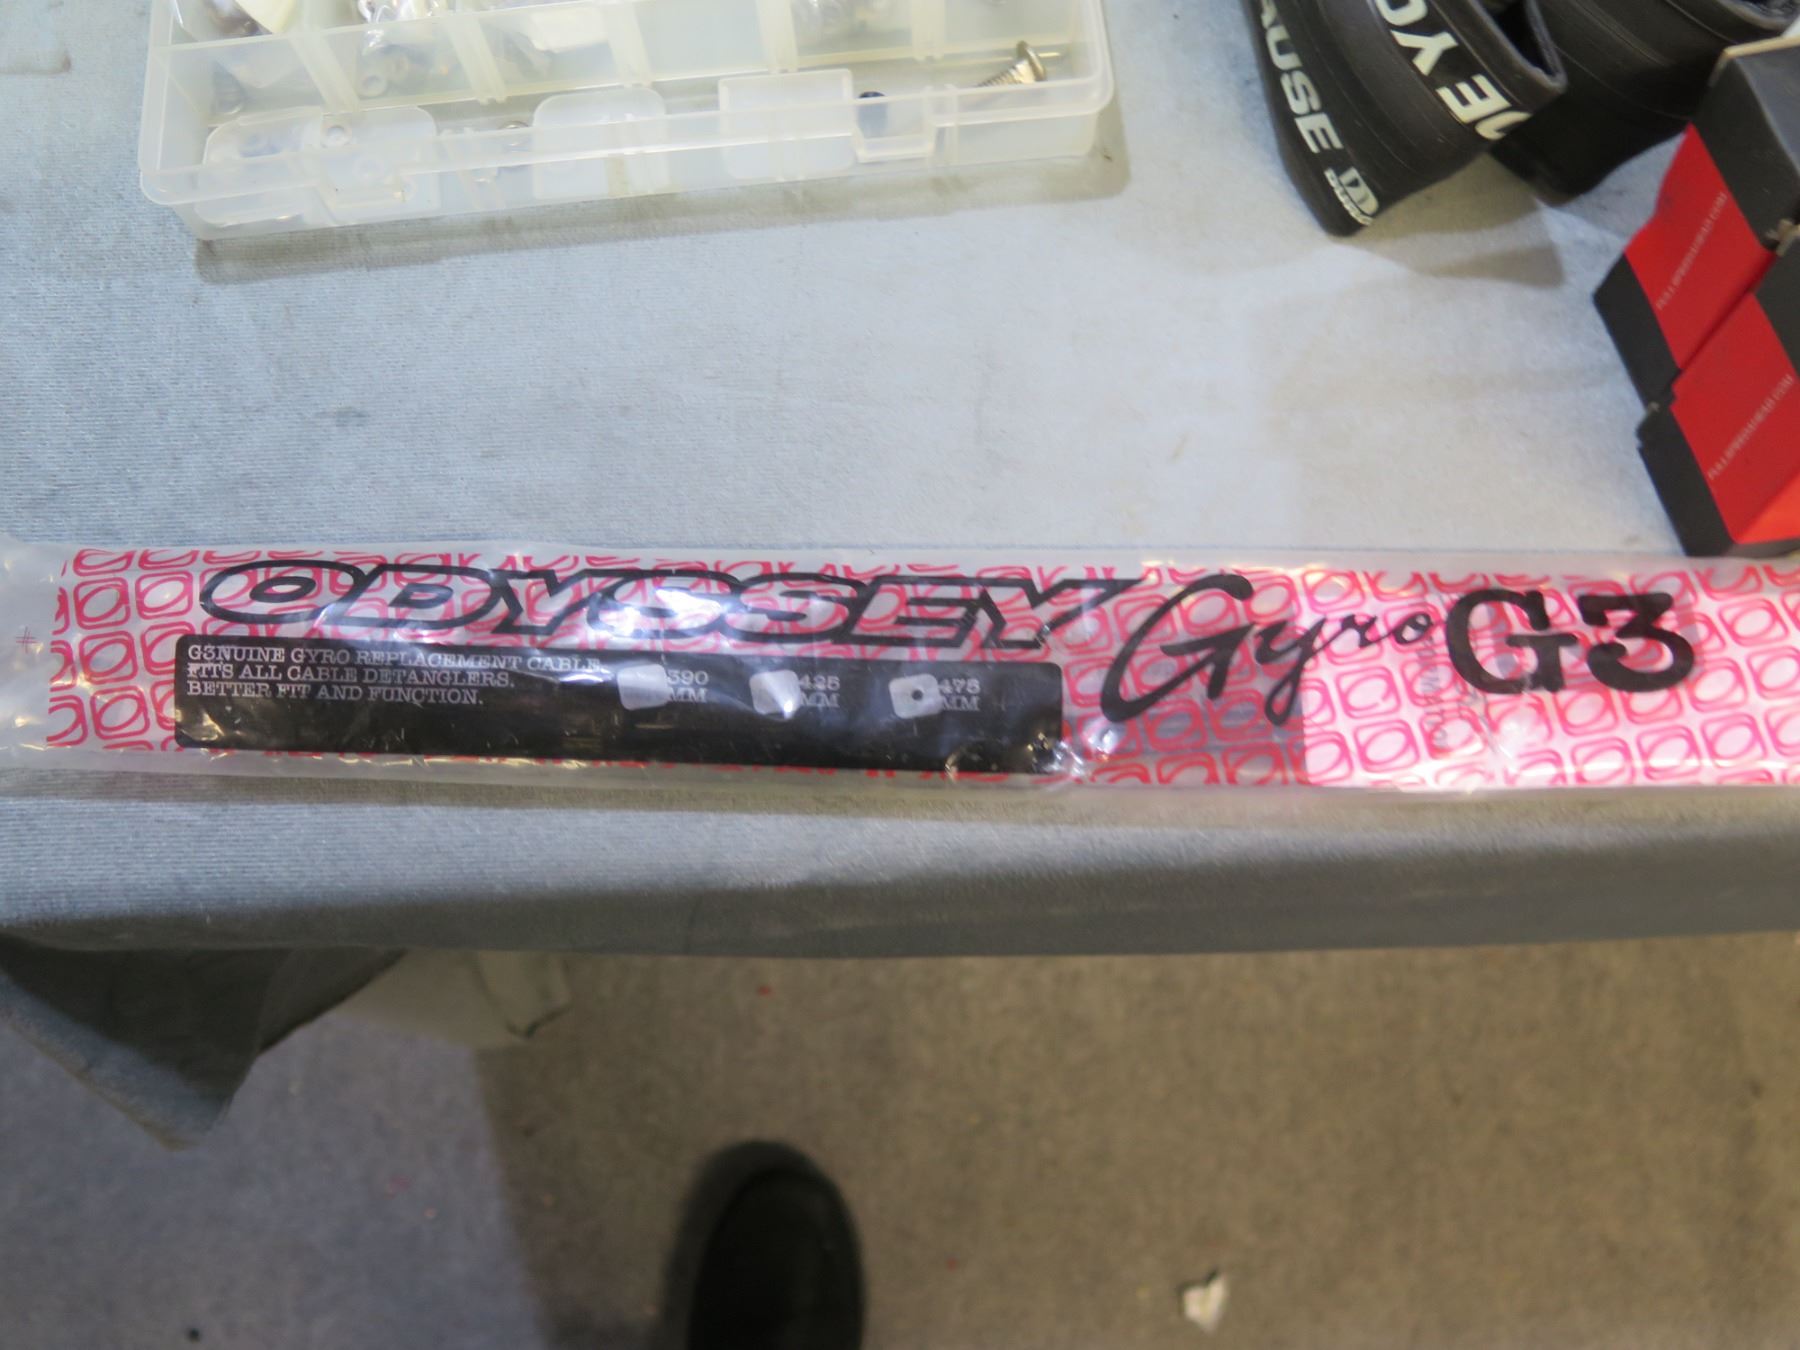 ODYSSEY Gyro G3
G3NUINE GYRO REPLACEMENT CABLE.
FITS ALL CABLE DETANGLERS.
BETTER FIT AND FUNCTION.
390
MM
425
MM
475
MM